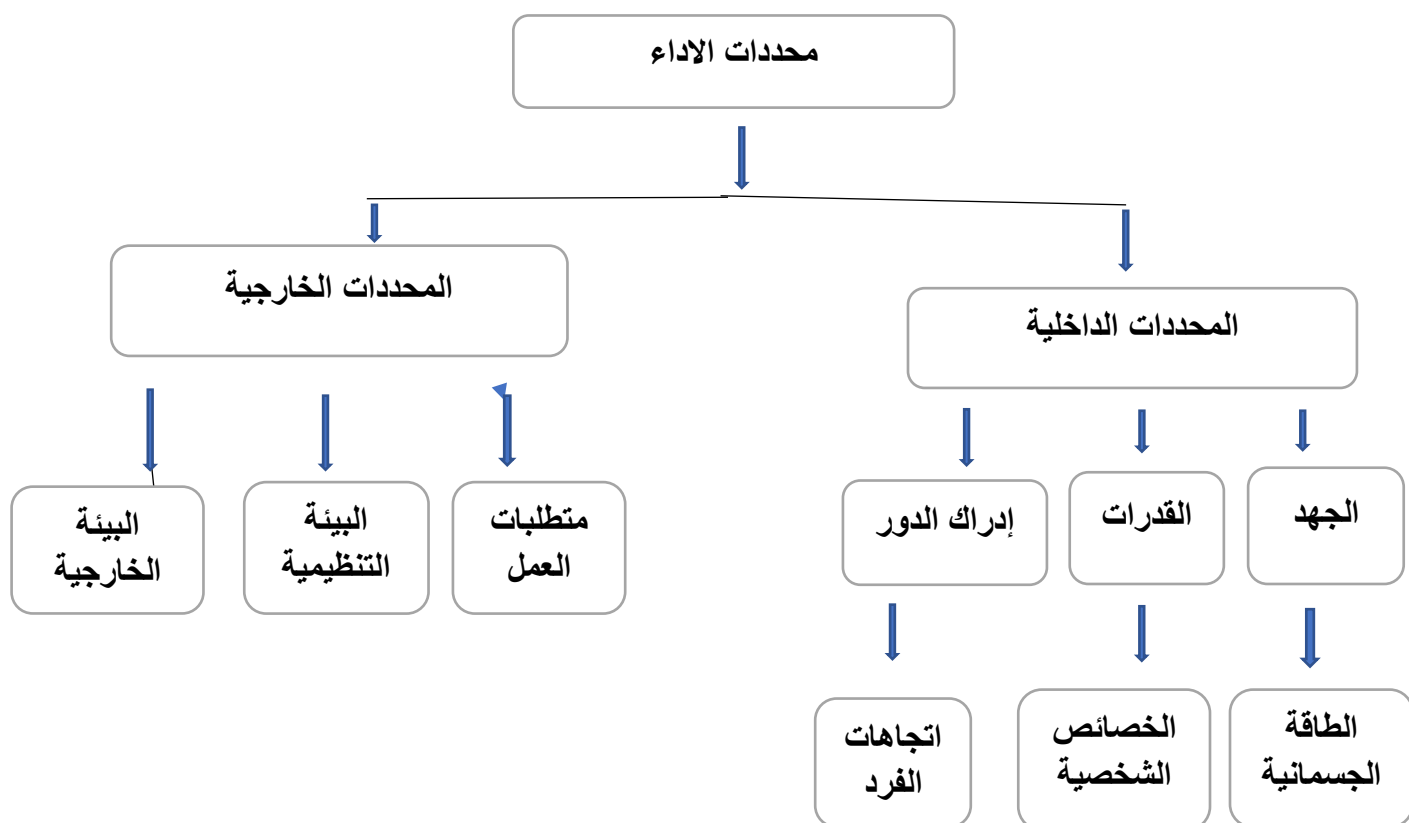 محددات الاداء
المحددات الخارجية
المحددات الداخلية
الجهد
القدرات
إدراك الدور
متطلبات
العمل
البيئة
التنظيمية
البيئة
الخارجية
الطاقة
الجسمانية
الخصائص
الشخصية
اتجاهات
الفرد